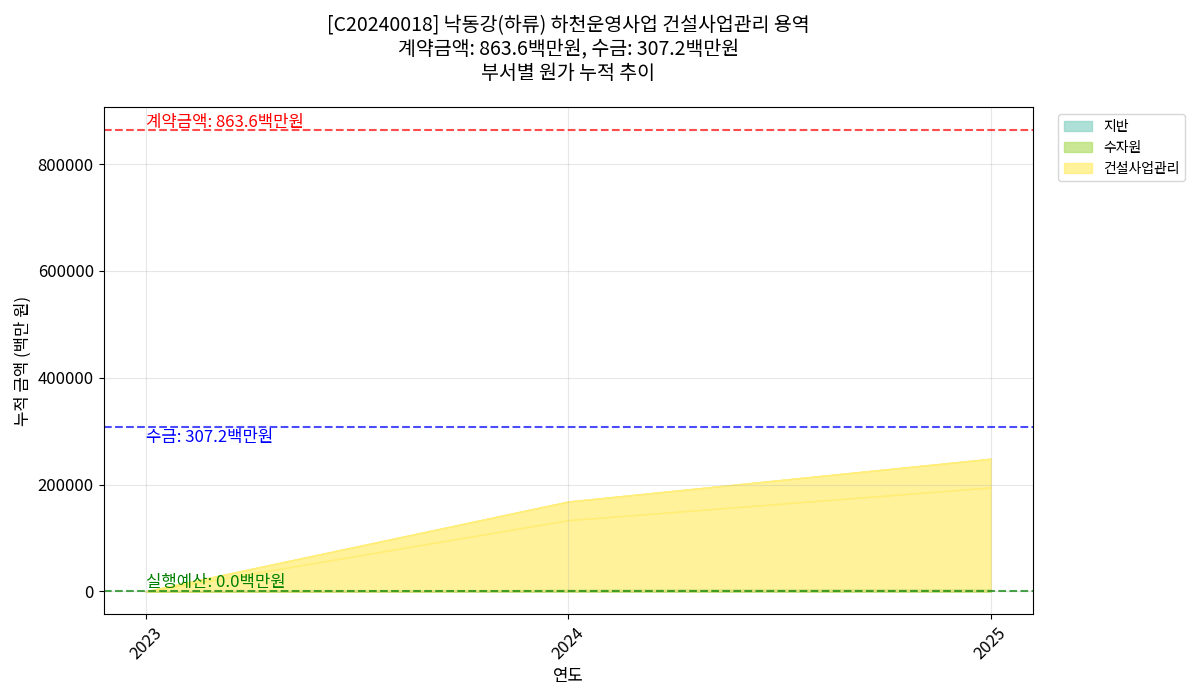 [C20240018] 낙동강(하류) 하천운영사업 건설사업관리 용역
계약금액: 863.6백만원, 수금: 307.2백만원
부서별 원가 누적 추이
계약금액: 863.6백만원
지반
수자원
건설사업관리
800000
600000
누적 금액 (백만 원)
400000
수금: 307.2백만원
200000
실행예산: 0.0백만원
0
2023
2024
2025
연도